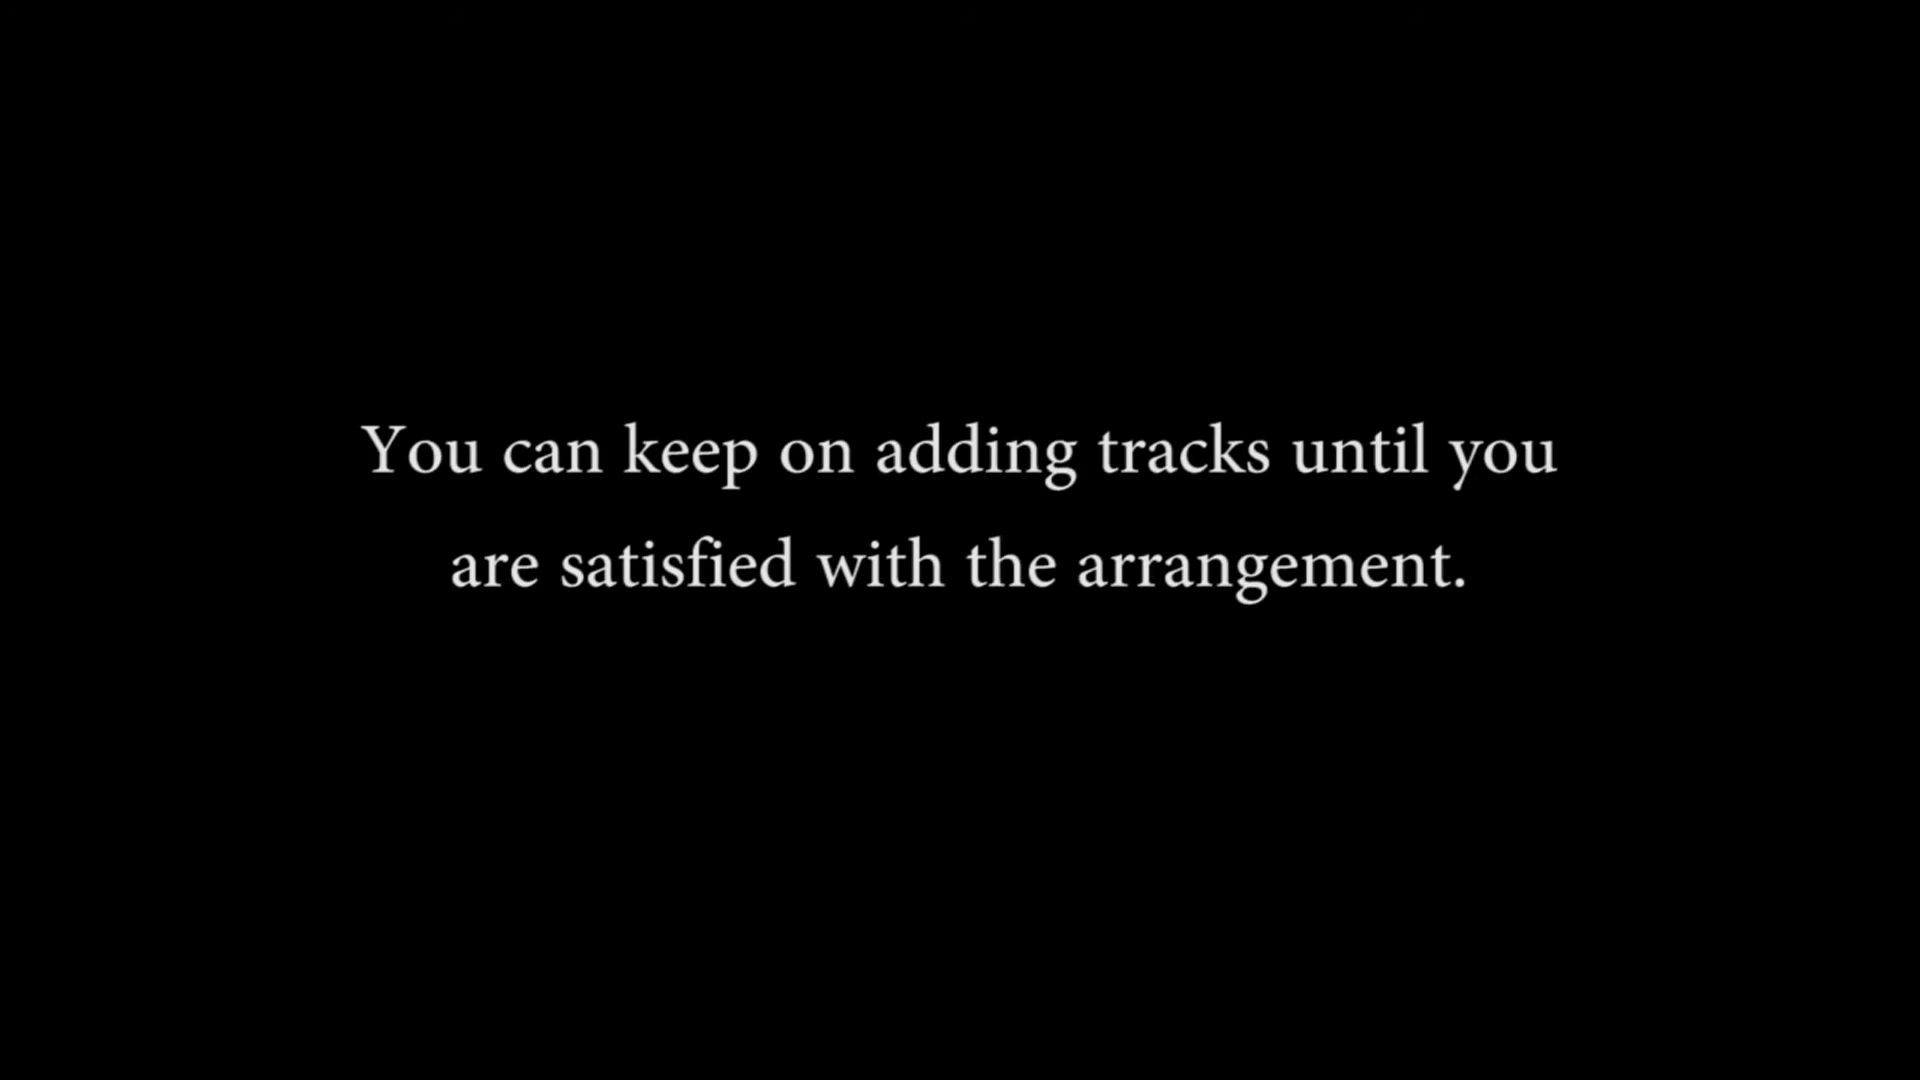 You can keep on adding tracks until you
are satisfied with the arrangement.